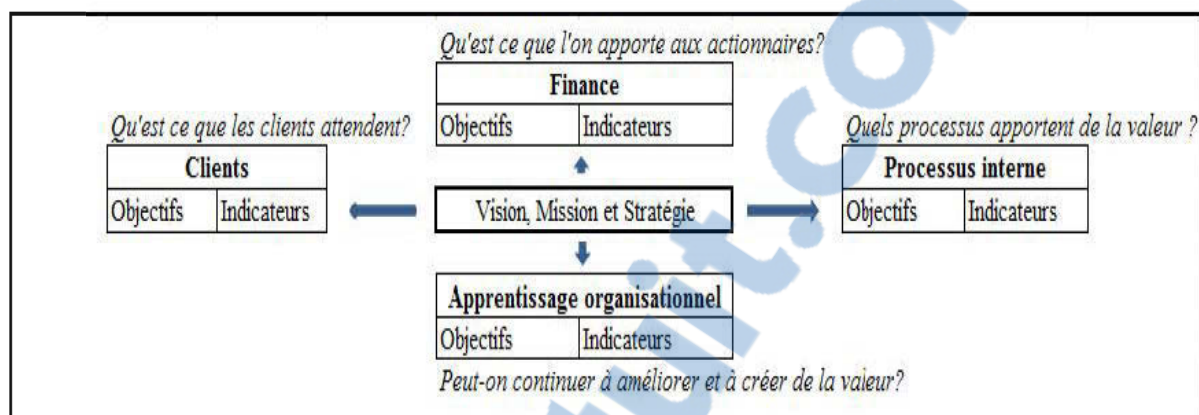 Qu'est ce que l'on apporte aux actionnaires?
Finance
Objectifs Indicateurs
Qu'est ce que les clients attendent?
Clients
Objectifs Indicateurs
Vision, Mission et Stratégie
Quels processus apportent de la valeur ?
Processus interne
Objectifs Indicateurs
Apprentissage organisationnel
Objectifs Indicateurs
Peut-on continuer à améliorer et à créer de la valeur?
uit.co